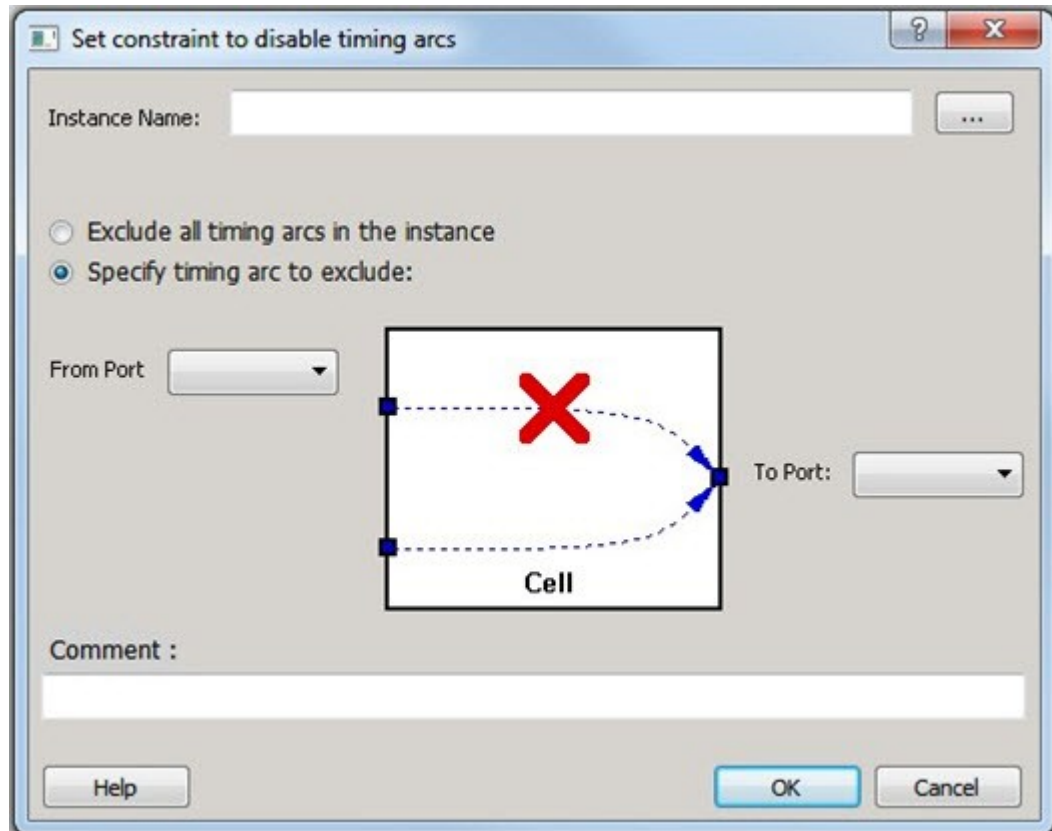 Set constraint to disable timing arcs
Instance Name:
...
Exclude all timing arcs in the instance
Specify timing arc to exclude:
From Port
To Port:
Cell
Comment :
Help
OK
Cancel